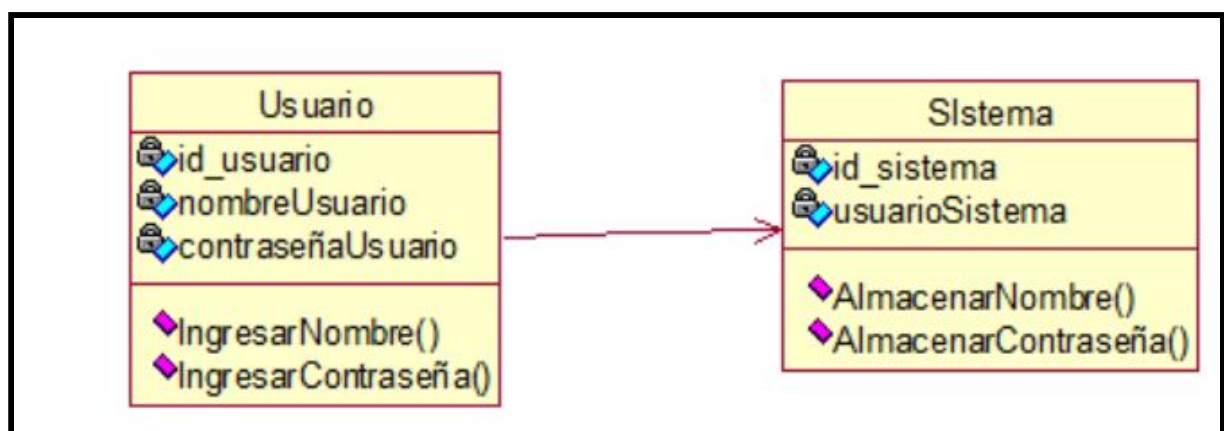 Usuario
id_usuario
nombreUsuario
contraseñaUsuario
IngresarNombre()
IngresarContraseña()
SIstema
id_sistema
usuarioSistema
AlmacenarNombre()
AlmacenarContraseña()